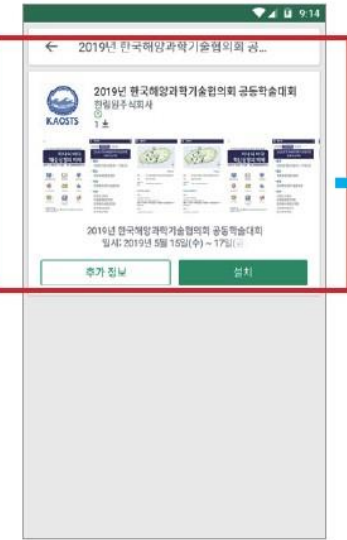 9:14
← 2019년 한국해양과학기술협의회 공...
KAOSTS
2019년 한국해양과학기술협의회 공동학술대회
한림원주식회사
1
2019년 한국해양과학기술협의회 공동학술대회
일시: 2019년 5월 15일(수) ~ 17일(금
추가 정보
설치